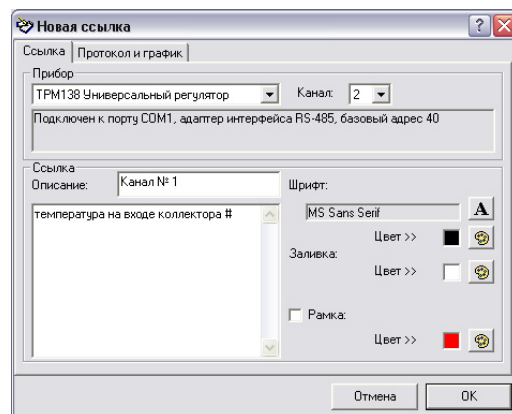 Новая ссылка
Ссылка Протокол и график
Прибор
ТРМ138 Универсальный регулятор Канал: 2
Подключен к порту COM1, адаптер интерфейса RS-485, базовый адрес 40
Ссылка
Описание: Канал № 1 Шрифт:
температура на входе коллектора # MS Sans Serif A
Цвет >>
Заливка:
Цвет >>
Рамка:
Цвет >>
Отмена OK